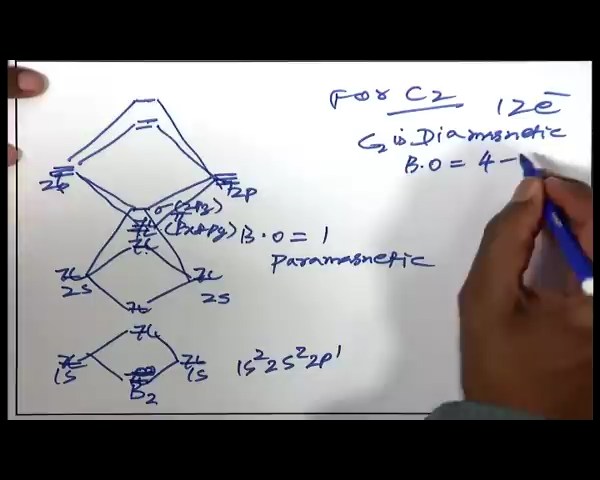 For C2 12e̅
C2 is Diamagnetic
B.O = 4 -
2p 2p
σ(2pz)
π
(Px+Py) B.O = 1
Paramagnetic
2s 2s
1s 1s 1s² 2s² 2p¹
B2